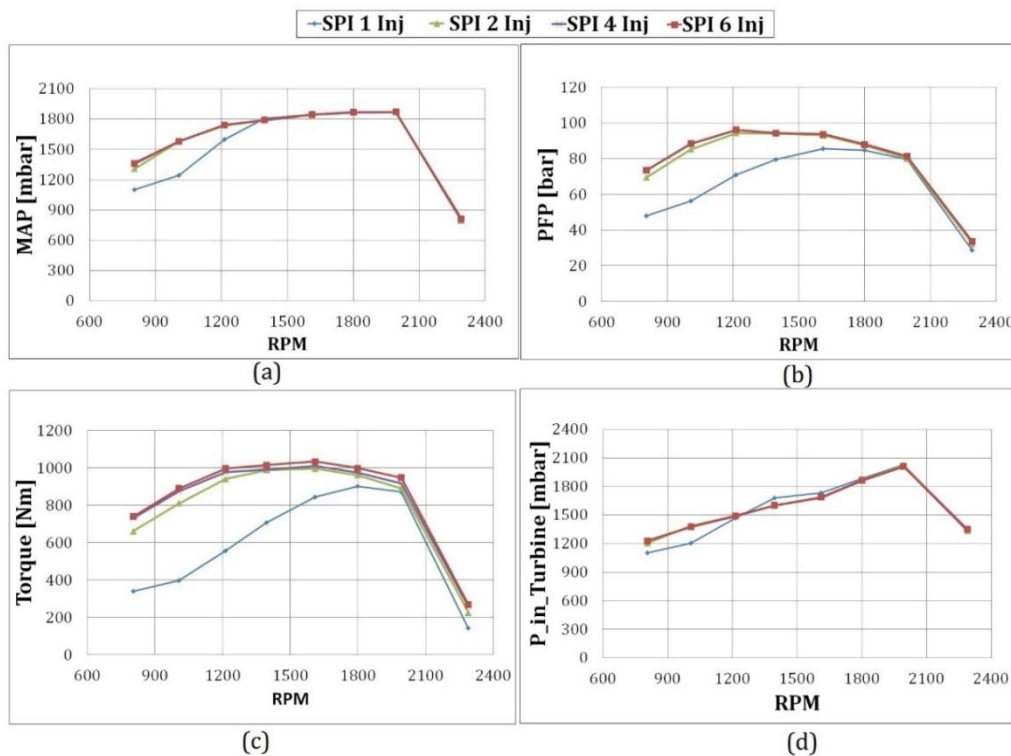 SPI 1 Inj SPI 2 Inj SPI 4 Inj SPI 6 Inj
MAP [mbar]
2100
1800
1500
1200
900
600
300
0
600 900 1200 1500 1800 2100 2400
RPM
(a)
PFP [bar]
120
100
80
60
40
20
0
600 900 1200 1500 1800 2100 2400
RPM
(b)
Torque [Nm]
1200
1000
800
600
400
200
0
600 900 1200 1500 1800 2100 2400
RPM
(c)
P_in_Turbine [mbar]
2400
2100
1800
1500
1200
900
600
300
0
600 900 1200 1500 1800 2100 2400
RPM
(d)